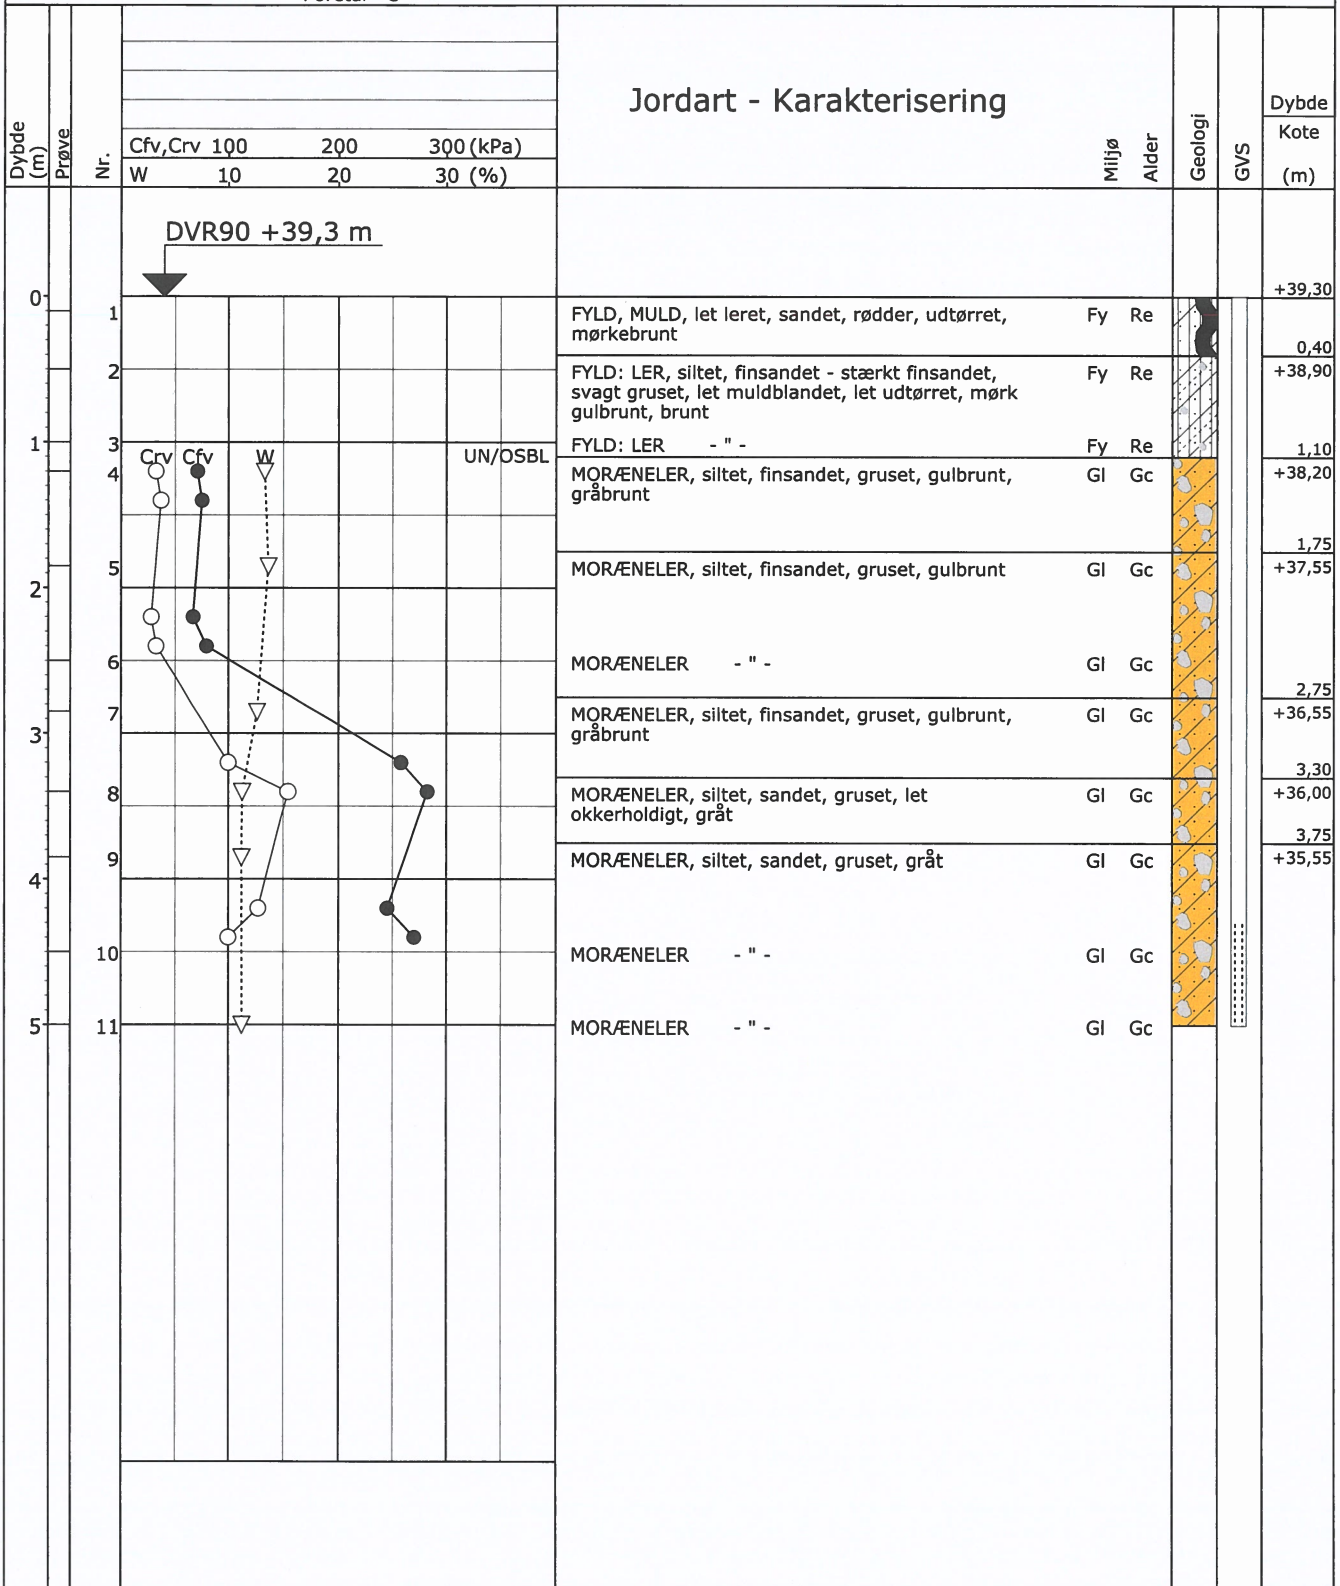 Jordart - Karakterisering
Dybde (m)
Prøve
Nr.
Cfv,Crv 100 200 300 (kPa)
W 10 20 30 (%)
Miljø
Alder
Geologi
GVS
Dybde
Kote
(m)
DVR90 +39,3 m
+39,30
0
1 FYLD, MULD, let leret, sandet, rødder, udtørret, Fy Re
mørkebrunt
0,40
2 FYLD: LER, siltet, finsandet - stærkt finsandet, Fy Re +38,90
svagt gruset, let muldblandet, let udtørret, mørk
gulbrunt, brunt
1 3 FYLD: LER - " - Fy Re 1,10
Crv Cfv W UN/OSBL
4 MORÆNELER, siltet, finsandet, gruset, gulbrunt, Gl Gc +38,20
gråbrunt
1,75
5 MORÆNELER, siltet, finsandet, gruset, gulbrunt Gl Gc +37,55
2
6 MORÆNELER - " - Gl Gc
2,75
7 MORÆNELER, siltet, finsandet, gruset, gulbrunt, Gl Gc +36,55
3 gråbrunt
3,30
8 MORÆNELER, siltet, sandet, gruset, let Gl Gc +36,00
okkerholdigt, gråt
3,75
9 MORÆNELER, siltet, sandet, gruset, gråt Gl Gc +35,55
4
10 MORÆNELER - " - Gl Gc
5 11 MORÆNELER - " - Gl Gc